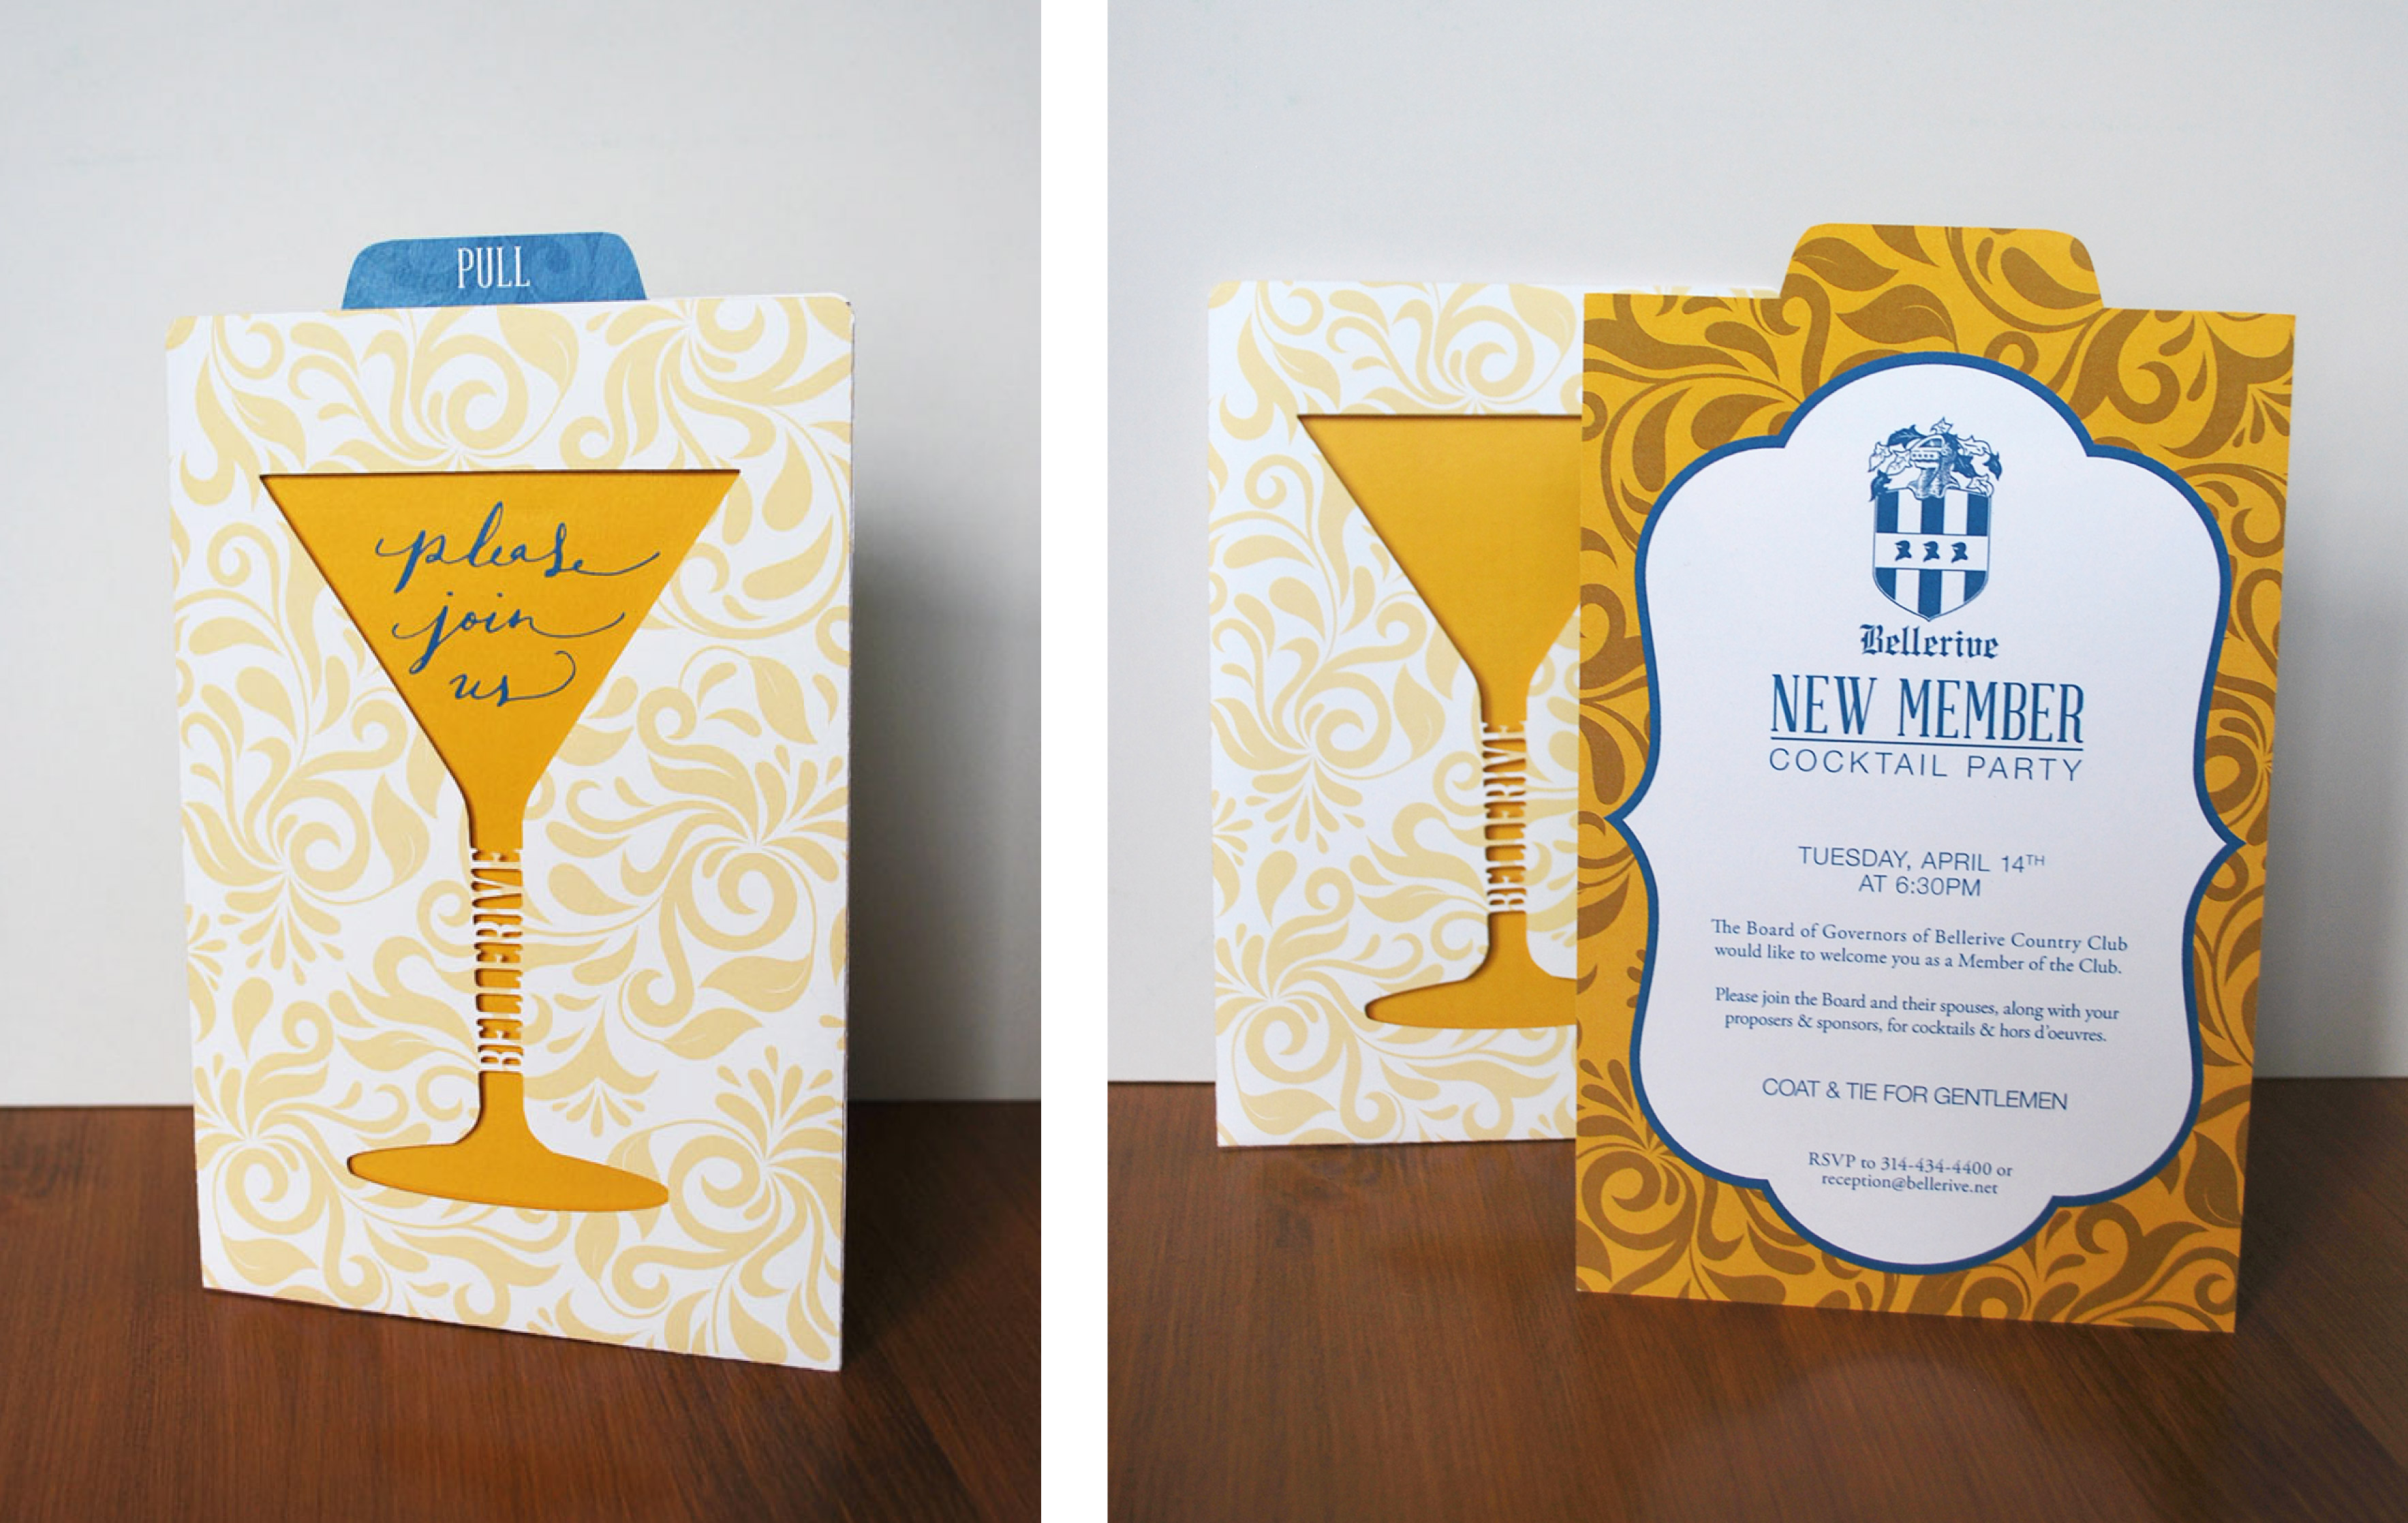 PULL
please
join
us
BELLERIVE
BELLERIVE
Bellerive
NEW MEMBER
COCKTAIL PARTY
TUESDAY, APRIL 14TH
AT 6:30PM
The Board of Governors of Bellerive Country Club
would like to welcome you as a Member of the Club.
Please join the Board and their spouses, along with your
proposers & sponsors, for cocktails & hors d'oeuvres.
COAT & TIE FOR GENTLEMEN
RSVP to 314-434-4400 or
reception@bellerive.net